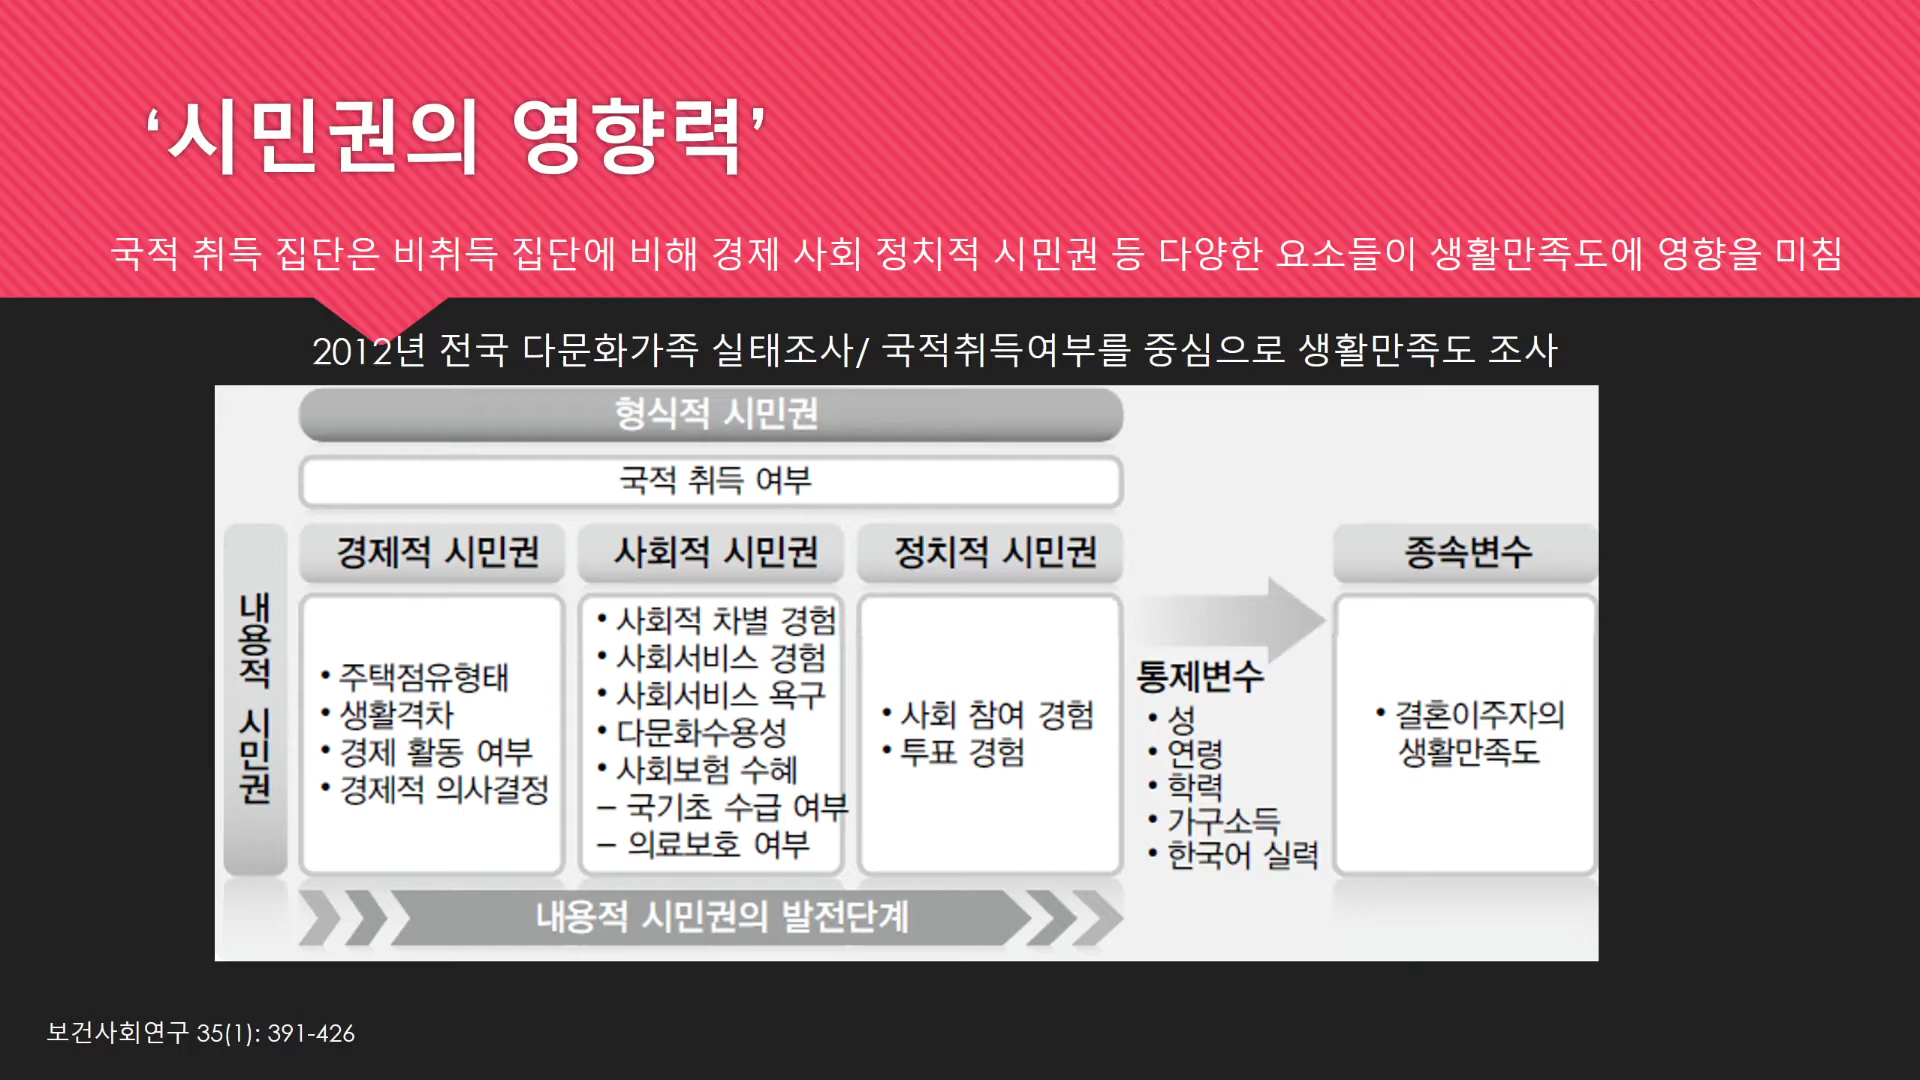 ‘시민권의 영향력’
국적 취득 집단은 비취득 집단에 비해 경제 사회 정치적 시민권 등 다양한 요소들이 생활만족도에 영향을 미침
2012년 전국 다문화가족 실태조사/ 국적취득여부를 중심으로 생활만족도 조사
형식적 시민권
국적 취득 여부
내용적 시민권
경제적 시민권
• 주택점유형태
• 생활격차
• 경제 활동 여부
• 경제적 의사결정
사회적 시민권
• 사회적 차별 경험
• 사회서비스 경험
• 사회서비스 욕구
• 다문화수용성
• 사회보험 수혜
– 국기초 수급 여부
– 의료보호 여부
정치적 시민권
• 사회 참여 경험
• 투표 경험
통제변수
• 성
• 연령
• 학력
• 가구소득
• 한국어 실력
종속변수
• 결혼이주자의
생활만족도
내용적 시민권의 발전단계
보건사회연구 35(1): 391-426